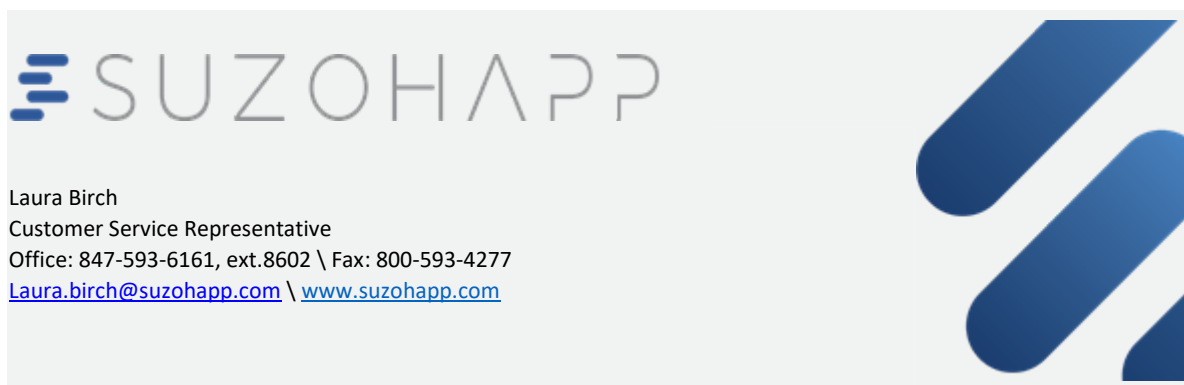 SUZOHAPP
Laura Birch
Customer Service Representative
Office: 847-593-6161, ext.8602 \ Fax: 800-593-4277
Laura.birch@suzohapp.com \ www.suzohapp.com